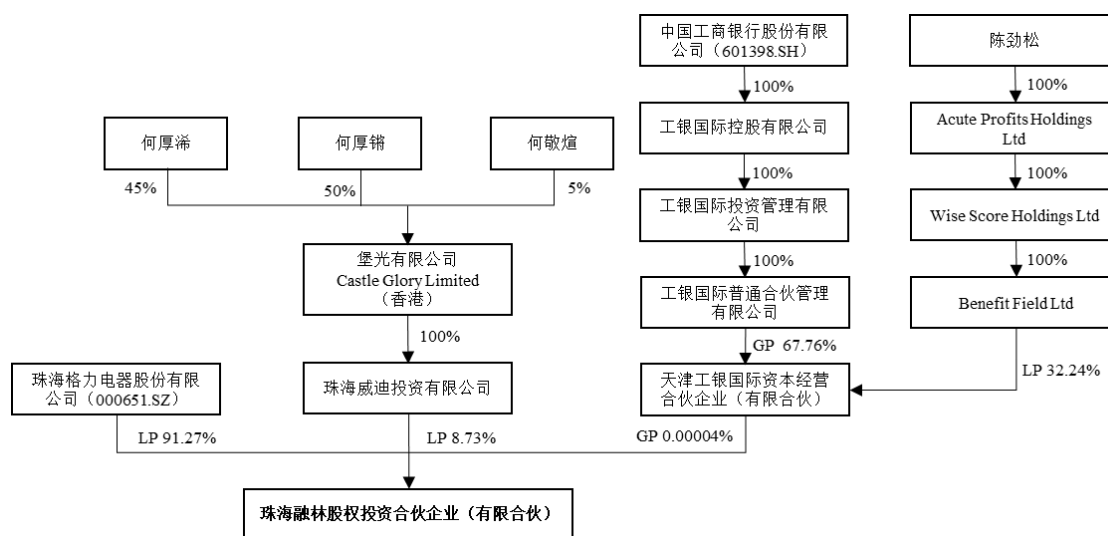 中国工商银行股份有限
公司（601398.SH）
陈劲松
100%
100%
工银国际控股有限公司
Acute Profits Holdings
Ltd
何厚浠
何厚锵
何敬煊
45%
50%
5%
100%
100%
工银国际投资管理有限
公司
Wise Score Holdings Ltd
100%
100%
堡光有限公司
Castle Glory Limited
（香港）
工银国际普通合伙管理
有限公司
Benefit Field Ltd
100%
GP 67.76%
LP 32.24%
珠海格力电器股份有限
公司（000651.SZ）
珠海威迪投资有限公司
天津工银国际资本经营
合伙企业（有限合伙）
LP 91.27%
LP 8.73%
GP 0.00004%
珠海融林股权投资合伙企业（有限合伙）